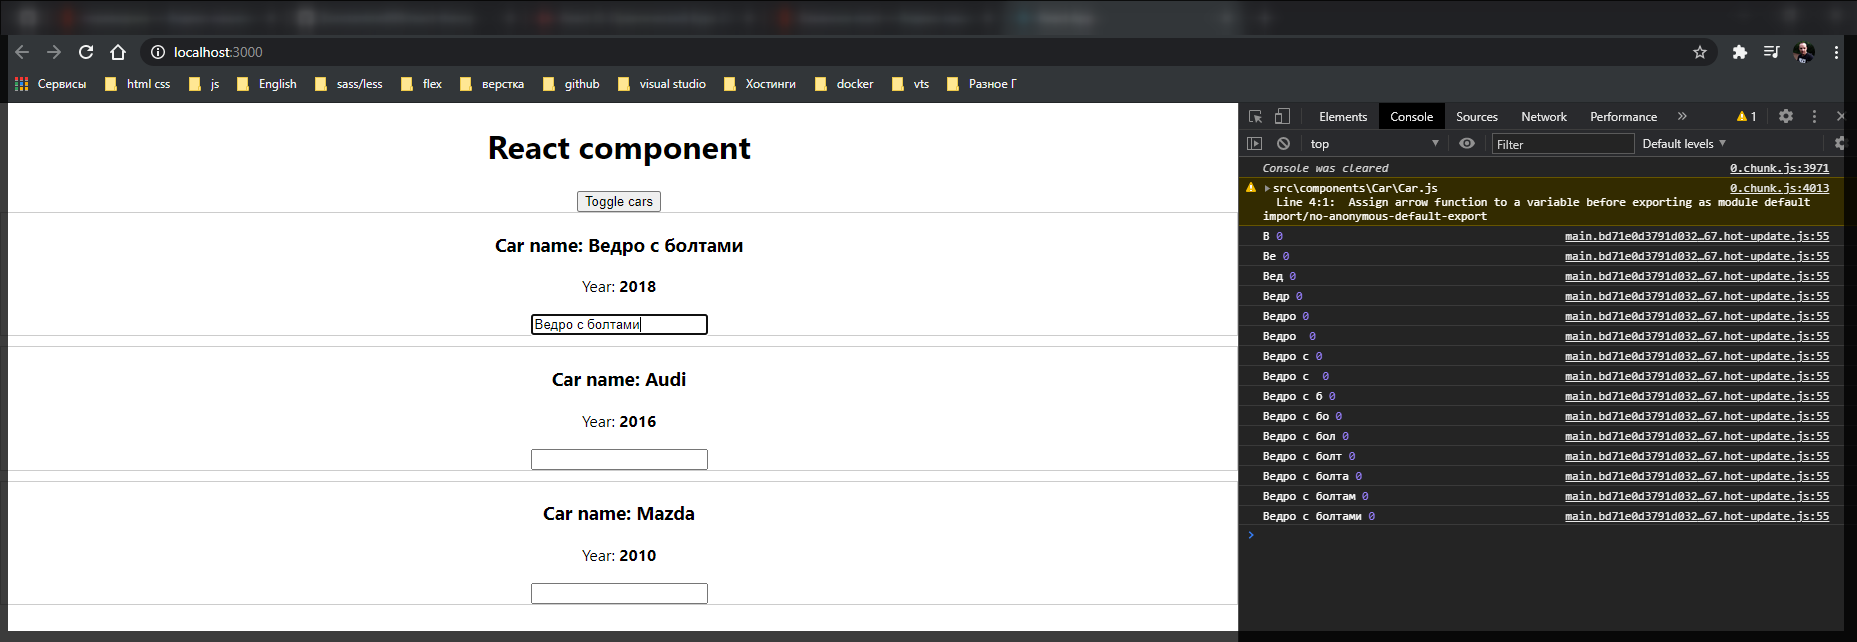 localhost:3000
Сервисы html css js English sass/less flex верстка github visual studio Хостинги docker vts Разное Г
React component
Toggle cars
Car name: Ведро с болтами
Year: 2018
Ведро с болтами
Car name: Audi
Year: 2016
Car name: Mazda
Year: 2010
Elements Console Sources Network Performance » 1
top Filter Default levels
Console was cleared 0.chunk.js:3971
src\components\Car\Car.js 0.chunk.js:4013
Line 4:1: Assign arrow function to a variable before exporting as module default
import/no-anonymous-default-export
В 0 main.bd71e0d3791d032…67.hot-update.js:55
Ве 0 main.bd71e0d3791d032…67.hot-update.js:55
Вед 0 main.bd71e0d3791d032…67.hot-update.js:55
Ведр 0 main.bd71e0d3791d032…67.hot-update.js:55
Ведро 0 main.bd71e0d3791d032…67.hot-update.js:55
Ведро  0 main.bd71e0d3791d032…67.hot-update.js:55
Ведро с 0 main.bd71e0d3791d032…67.hot-update.js:55
Ведро с  0 main.bd71e0d3791d032…67.hot-update.js:55
Ведро с б 0 main.bd71e0d3791d032…67.hot-update.js:55
Ведро с бо 0 main.bd71e0d3791d032…67.hot-update.js:55
Ведро с бол 0 main.bd71e0d3791d032…67.hot-update.js:55
Ведро с болт 0 main.bd71e0d3791d032…67.hot-update.js:55
Ведро с болта 0 main.bd71e0d3791d032…67.hot-update.js:55
Ведро с болтам 0 main.bd71e0d3791d032…67.hot-update.js:55
Ведро с болтами 0 main.bd71e0d3791d032…67.hot-update.js:55